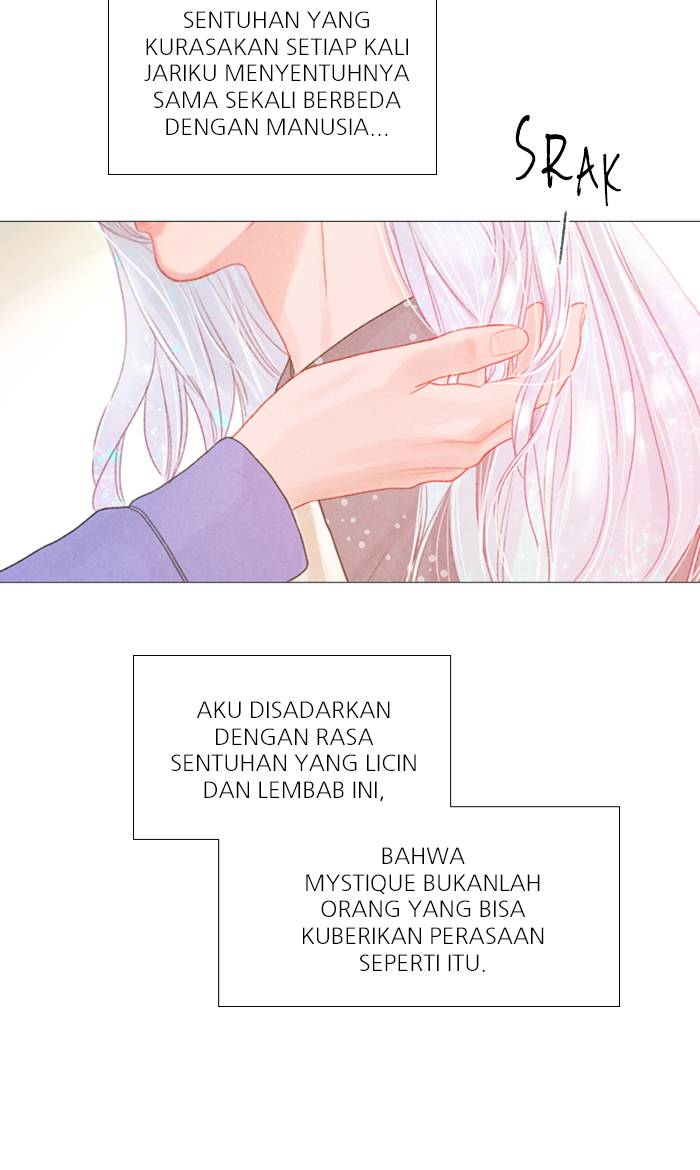 SENTUHAN YANG
KURASAKAN SETIAP KALI
JARIKU MENYENTUHNYA
SAMA SEKALI BERBEDA
DENGAN MANUSIA...
SRAK
AKU DISADARKAN
DENGAN RASA
SENTUHAN YANG LICIN
DAN LEMBAB INI,
BAHWA
MYSTIQUE BUKANLAH
ORANG YANG BISA
KUBERIKAN PERASAAN
SEPERTI ITU.